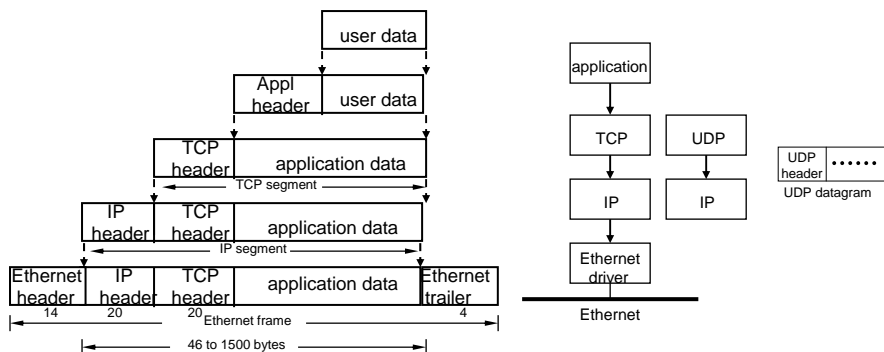 user data
Appl header
user data
TCP header
application data
TCP segment
IP header
TCP header
application data
IP segment
Ethernet header
IP header
TCP header
application data
Ethernet trailer
14
20
20
4
Ethernet frame
46 to 1500 bytes
application
TCP
UDP
IP
IP
Ethernet driver
Ethernet
UDP header
••••••
UDP datagram